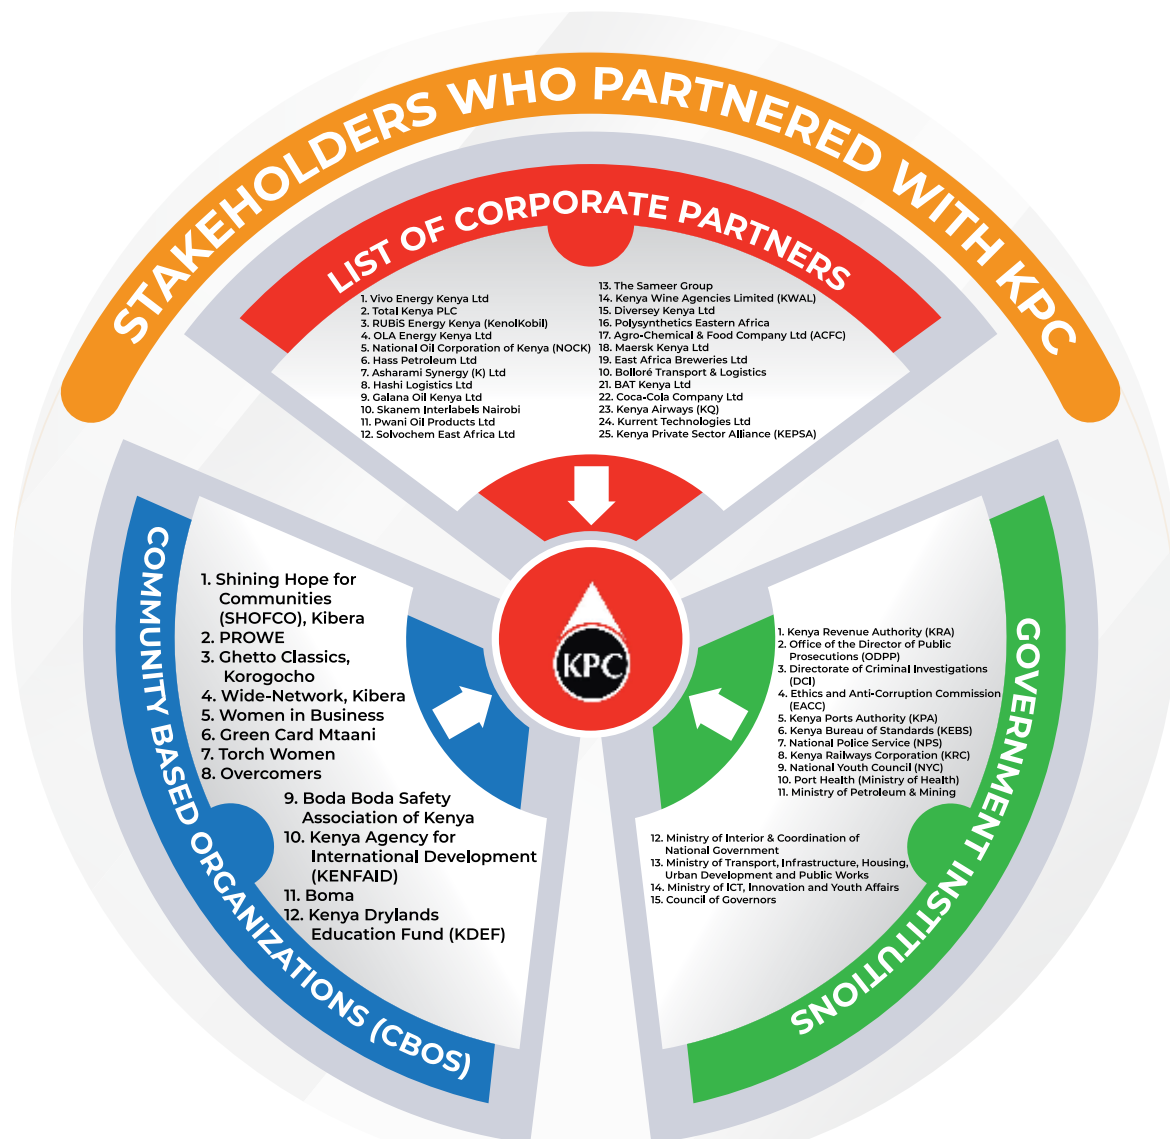 STAKEHOLDERS WHO PARTNERED WITH KPC
LIST OF CORPORATE PARTNERS
1. Vivo Energy Kenya Ltd
2. Total Kenya PLC
3. RUBiS Energy Kenya (KenolKobil)
4. OLA Energy Kenya Ltd
5. National Oil Corporation of Kenya (NOCK)
6. Hass Petroleum Ltd
7. Asharami Synergy (K) Ltd
8. Hashi Logistics Ltd
9. Galana Oil Kenya Ltd
10. Skanem Interlabels Nairobi
11. Pwani Oil Products Ltd
12. Solvochem East Africa Ltd
13. The Sameer Group
14. Kenya Wine Agencies Limited (KWAL)
15. Diversey Kenya Ltd
16. Polysynthetics Eastern Africa
17. Agro-Chemical & Food Company Ltd (ACFC)
18. Maersk Kenya Ltd
19. East Africa Breweries Ltd
10. Bolloré Transport & Logistics
21. BAT Kenya Ltd
22. Coca-Cola Company Ltd
23. Kenya Airways (KQ)
24. Kurrent Technologies Ltd
25. Kenya Private Sector Alliance (KEPSA)
COMMUNITY BASED ORGANIZATIONS (CBOS)
1. Shining Hope for
Communities
(SHOFCO), Kibera
2. PROWE
3. Ghetto Classics,
Korogocho
4. Wide-Network, Kibera
5. Women in Business
6. Green Card Mtaani
7. Torch Women
8. Overcomers
9. Boda Boda Safety
Association of Kenya
10. Kenya Agency for
International Development
(KENFAID)
11. Boma
12. Kenya Drylands
Education Fund (KDEF)
KPC
GOVERNMENT INSTITUTIONS
1. Kenya Revenue Authority (KRA)
2. Office of the Director of Public
Prosecutions (ODPP)
3. Directorate of Criminal Investigations
(DCI)
4. Ethics and Anti-Corruption Commission
(EACC)
5. Kenya Ports Authority (KPA)
6. Kenya Bureau of Standards (KEBS)
7. National Police Service (NPS)
8. Kenya Railways Corporation (KRC)
9. National Youth Council (NYC)
10. Port Health (Ministry of Health)
11. Ministry of Petroleum & Mining
12. Ministry of Interior & Coordination of
National Government
13. Ministry of Transport, Infrastructure, Housing,
Urban Development and Public Works
14. Ministry of ICT, Innovation and Youth Affairs
15. Council of Governors